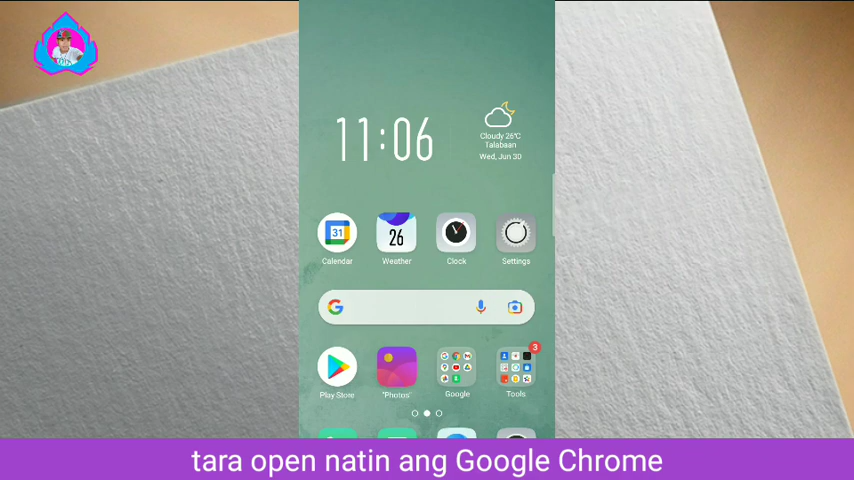 11:06
Cloudy 26°C
Talabaan
Wed, Jun 30
31
26
Calendar
Weather
Clock
Settings
3
Play Store
"Photos"
Google
Tools
tara open natin ang Google Chrome